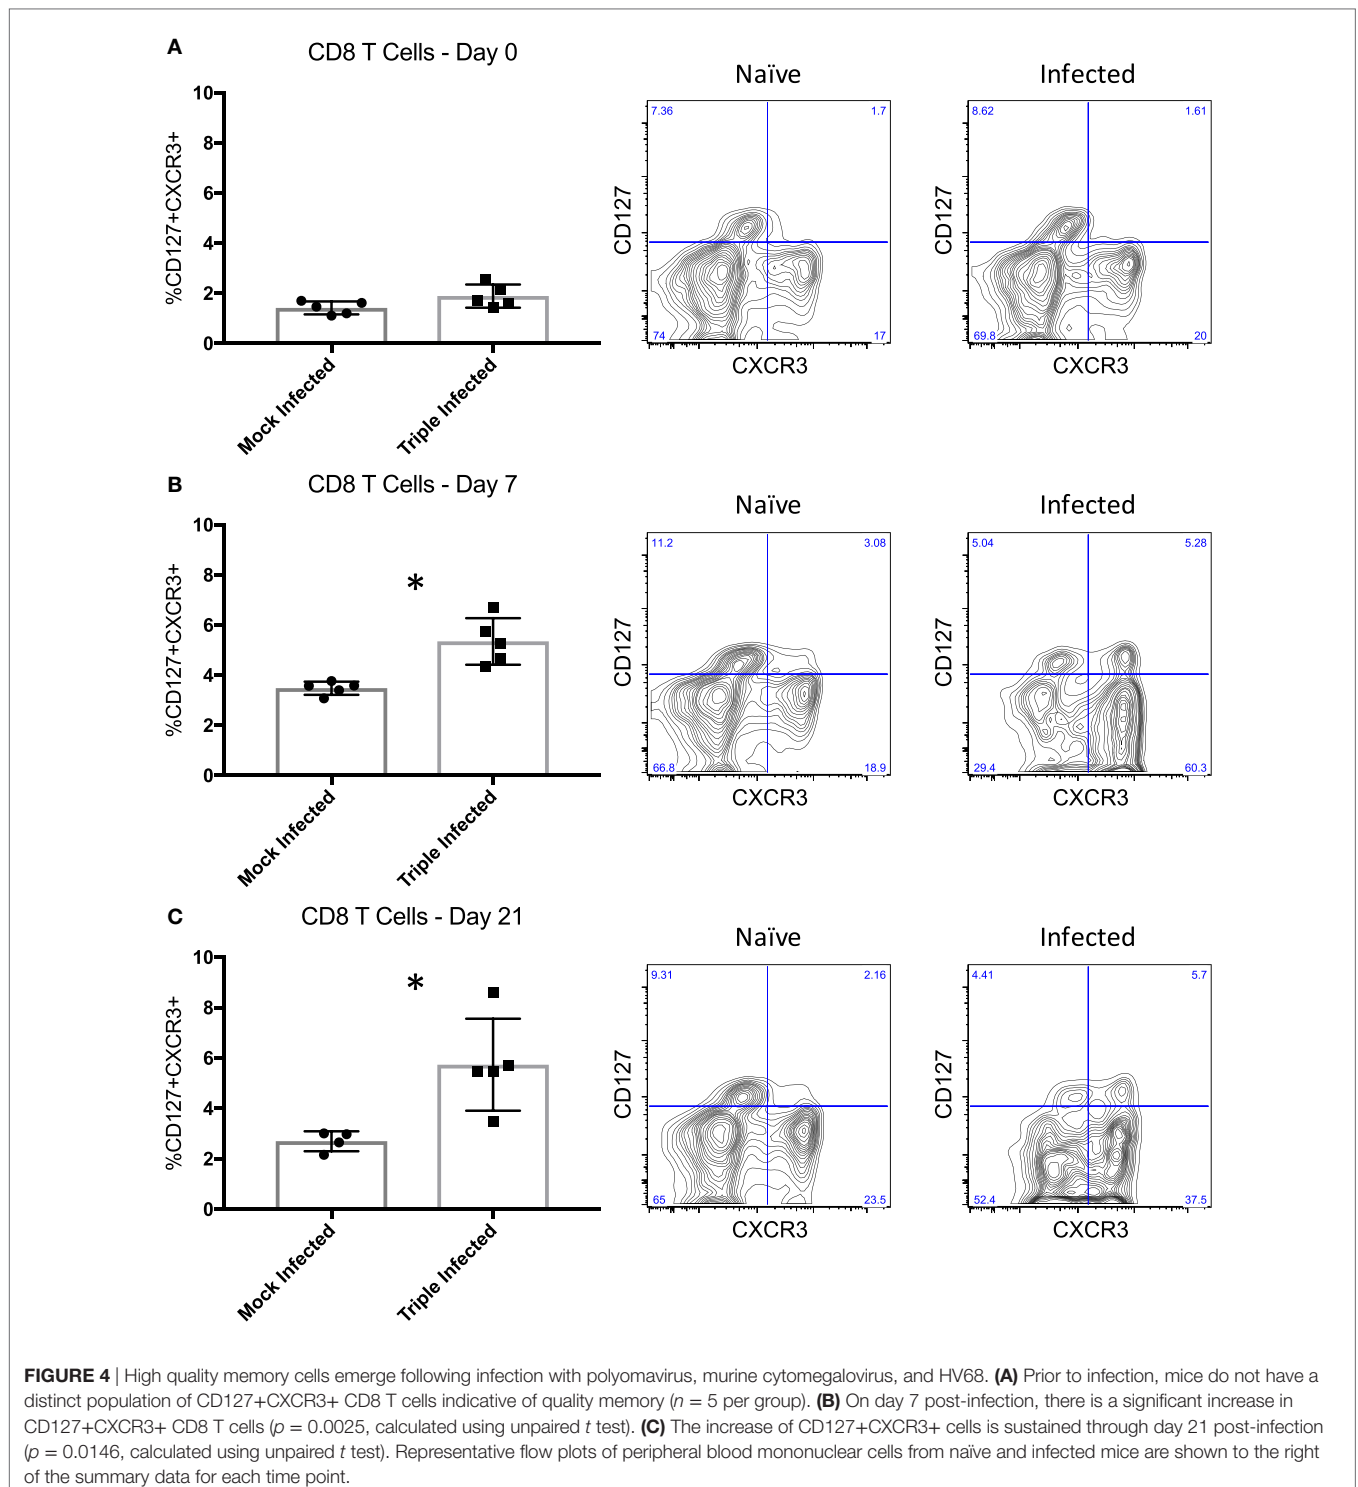 A
CD8 T Cells - Day 0
%CD127+CXCR3+
10
8
6
4
2
0
Mock Infected
Triple Infected
Naïve
7.36
1.7
74
17
CD127
CXCR3
Infected
8.62
1.61
69.8
20
CD127
CXCR3
B
CD8 T Cells - Day 7
%CD127+CXCR3+
10
8
6
4
2
0
*
Mock Infected
Triple Infected
Naïve
11.2
3.08
66.8
18.9
CD127
CXCR3
Infected
5.04
5.28
29.4
60.3
CD127
CXCR3
C
CD8 T Cells - Day 21
%CD127+CXCR3+
10
8
6
4
2
0
*
Mock Infected
Triple Infected
Naïve
9.31
2.16
65
23.5
CD127
CXCR3
Infected
4.41
5.7
52.4
37.5
CD127
CXCR3
FIGURE 4 | High quality memory cells emerge following infection with polyomavirus, murine cytomegalovirus, and HV68. (A) Prior to infection, mice do not have a
distinct population of CD127+CXCR3+ CD8 T cells indicative of quality memory (n = 5 per group). (B) On day 7 post-infection, there is a significant increase in
CD127+CXCR3+ CD8 T cells (p = 0.0025, calculated using unpaired t test). (C) The increase of CD127+CXCR3+ cells is sustained through day 21 post-infection
(p = 0.0146, calculated using unpaired t test). Representative flow plots of peripheral blood mononuclear cells from naïve and infected mice are shown to the right
of the summary data for each time point.